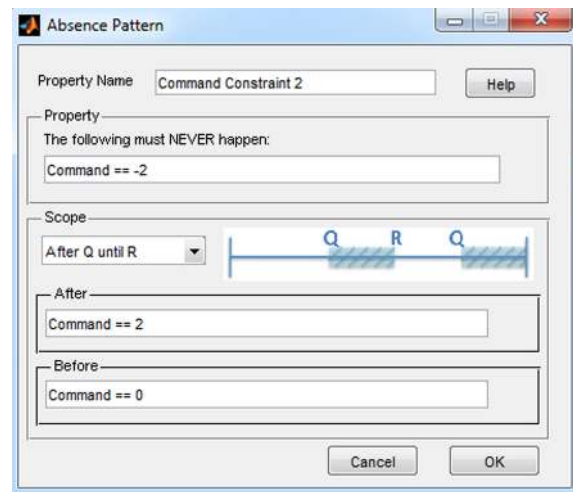 Absence Pattern
Property Name Command Constraint 2 Help
Property
The following must NEVER happen:
Command == -2
Scope
After Q until R Q R Q
After
Command == 2
Before
Command == 0
Cancel OK